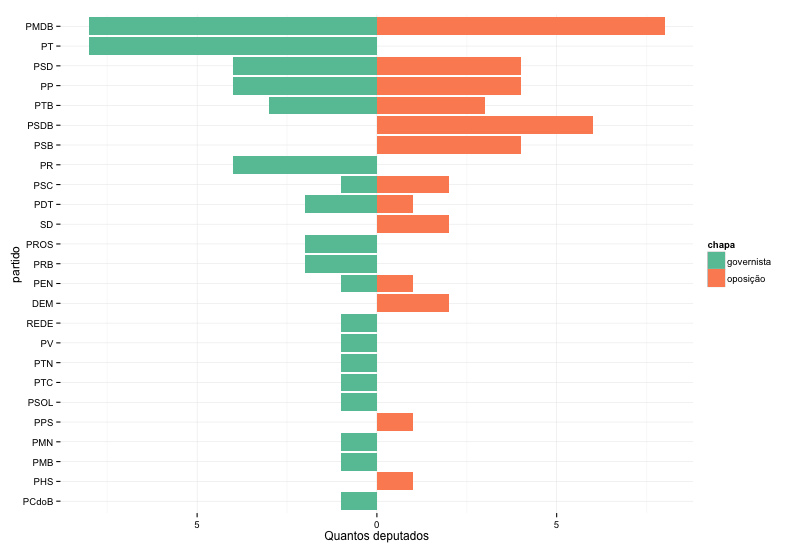 PMDB
PT
PSD
PP
PTB
PSDB
PSB
PR
PSC
PDT
SD
PROS
PRB
PEN
DEM
REDE
PV
PTN
PTC
PSOL
PPS
PMN
PMB
PHS
PCdoB
partido
5 0 5
Quantos deputados
chapa
governista
oposição